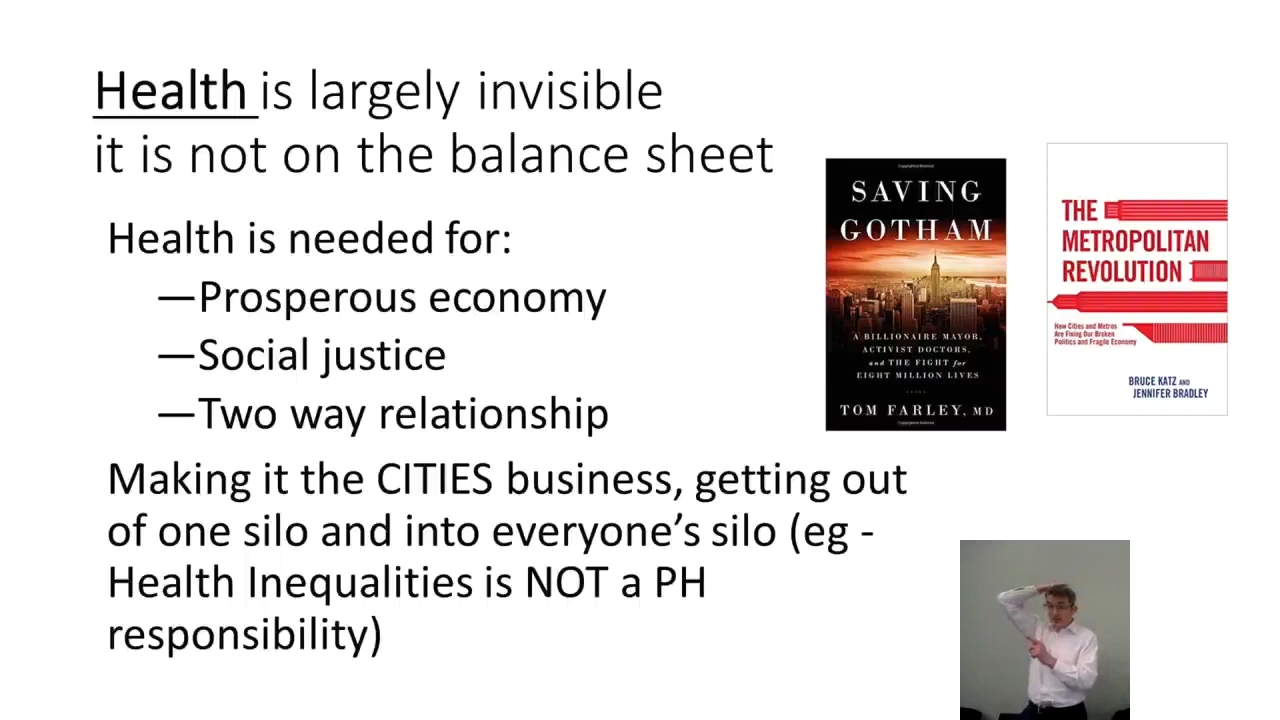 Health is largely invisible
it is not on the balance sheet
Health is needed for:
—Prosperous economy
—Social justice
—Two way relationship
Making it the CITIES business, getting out
of one silo and into everyone’s silo (eg -
Health Inequalities is NOT a PH
responsibility)
SAVING
GOTHAM
A BILLIONAIRE MAYOR,
ACTIVIST DOCTORS,
and THE FIGHT for
EIGHT MILLION LIVES
TOM FARLEY, MD
THE
METROPOLITAN
REVOLUTION
How Cities and Metros
Are Fixing Our Broken
Politics and Fragile Economy
BRUCE KATZ AND
JENNIFER BRADLEY